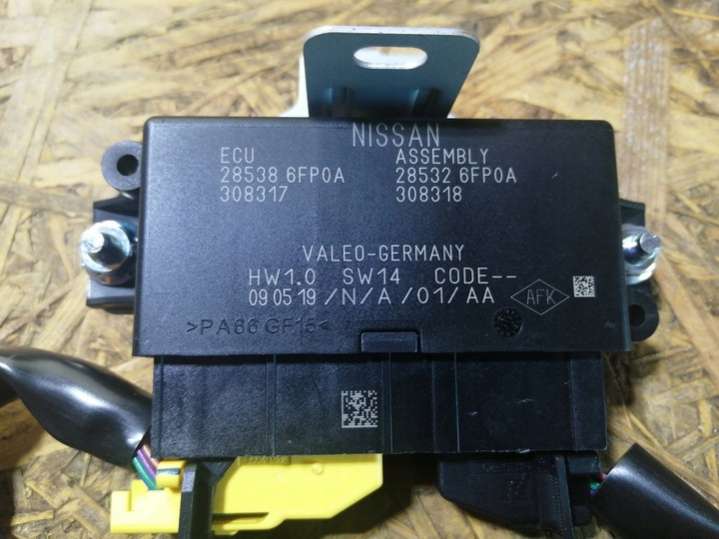 NISSAN
ECU ASSEMBLY
28538 6FP0A 28532 6FP0A
308317 308318
VALEO-GERMANY
HW1.0 SW14 CODE--
09 05 19 /N/A/01/AA AFK
>PA66 GF15<